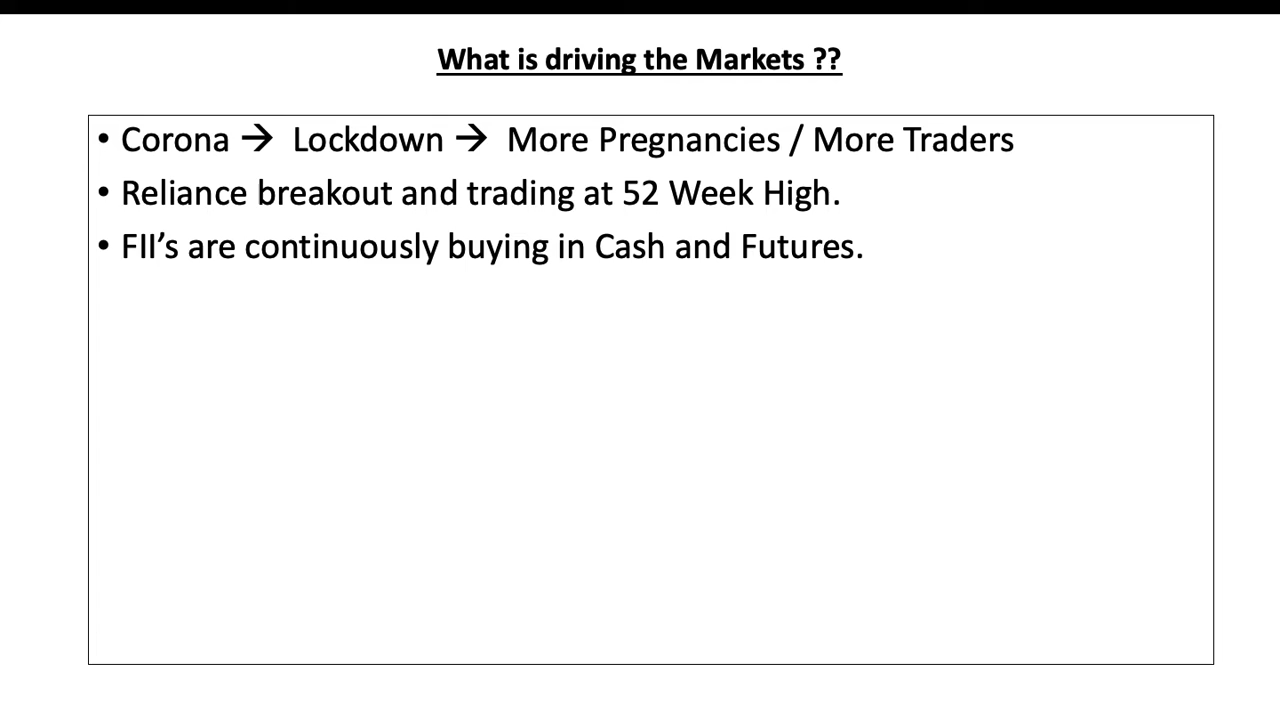 What is driving the Markets ??
• Corona → Lockdown → More Pregnancies / More Traders
• Reliance breakout and trading at 52 Week High.
• FII’s are continuously buying in Cash and Futures.